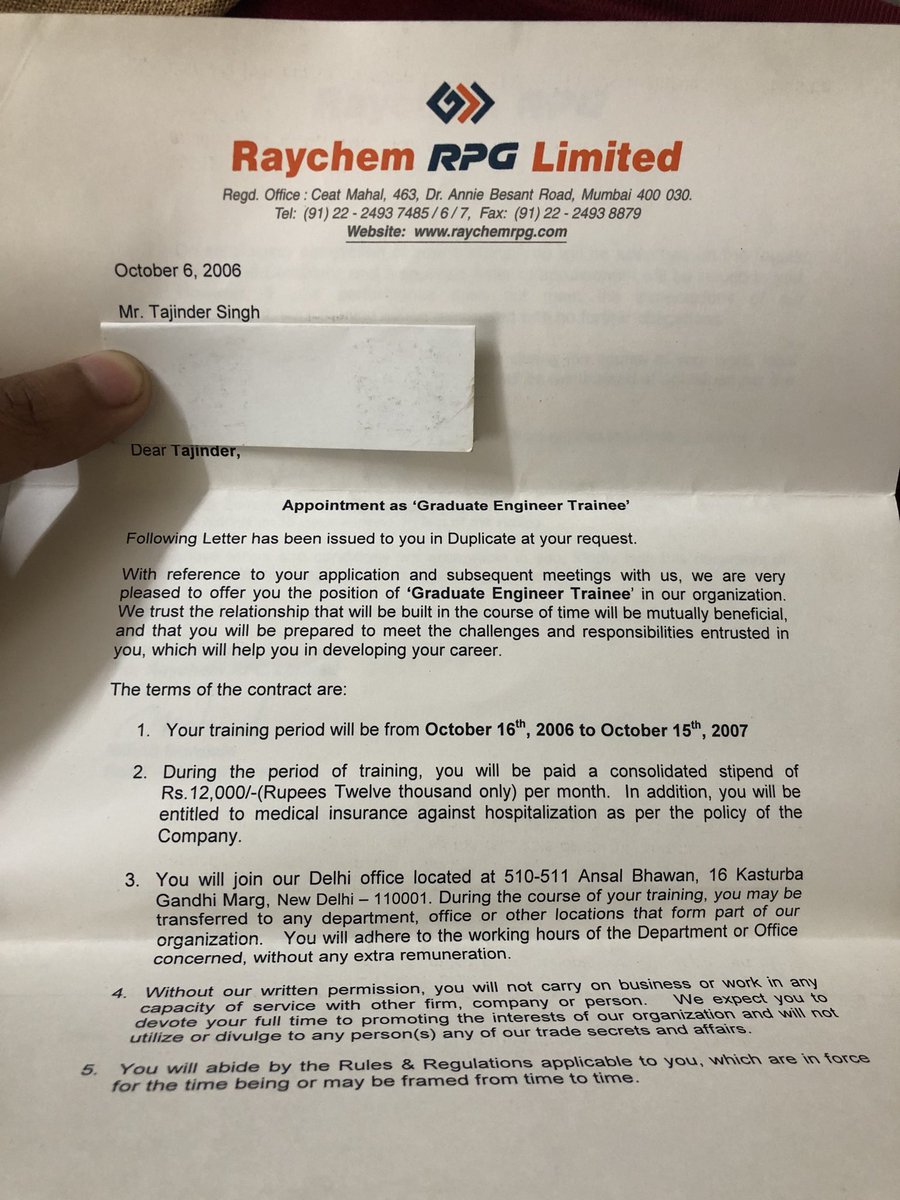 Raychem RPG Limited
Regd. Office : Ceat Mahal, 463, Dr. Annie Besant Road, Mumbai 400 030.
Tel: (91) 22 - 2493 7485 / 6 / 7, Fax: (91) 22 - 2493 8879
Website: www.raychemrpg.com
October 6, 2006
Mr. Tajinder Singh
Dear Tajinder,
Appointment as ‘Graduate Engineer Trainee’
Following Letter has been issued to you in Duplicate at your request.
With reference to your application and subsequent meetings with us, we are very
pleased to offer you the position of ‘Graduate Engineer Trainee’ in our organization.
We trust the relationship that will be built in the course of time will be mutually beneficial,
and that you will be prepared to meet the challenges and responsibilities entrusted in
you, which will help you in developing your career.
The terms of the contract are:
1. Your training period will be from October 16th, 2006 to October 15th, 2007
2. During the period of training, you will be paid a consolidated stipend of
Rs.12,000/-(Rupees Twelve thousand only) per month. In addition, you will be
entitled to medical insurance against hospitalization as per the policy of the
Company.
3. You will join our Delhi office located at 510-511 Ansal Bhawan, 16 Kasturba
Gandhi Marg, New Delhi – 110001. During the course of your training, you may be
transferred to any department, office or other locations that form part of our
organization. You will adhere to the working hours of the Department or Office
concerned, without any extra remuneration.
4. Without our written permission, you will not carry on business or work in any
capacity of service with other firm, company or person. We expect you to
devote your full time to promoting the interests of our organization and will not
utilize or divulge to any person(s) any of our trade secrets and affairs.
5. You will abide by the Rules & Regulations applicable to you, which are in force
for the time being or may be framed from time to time.